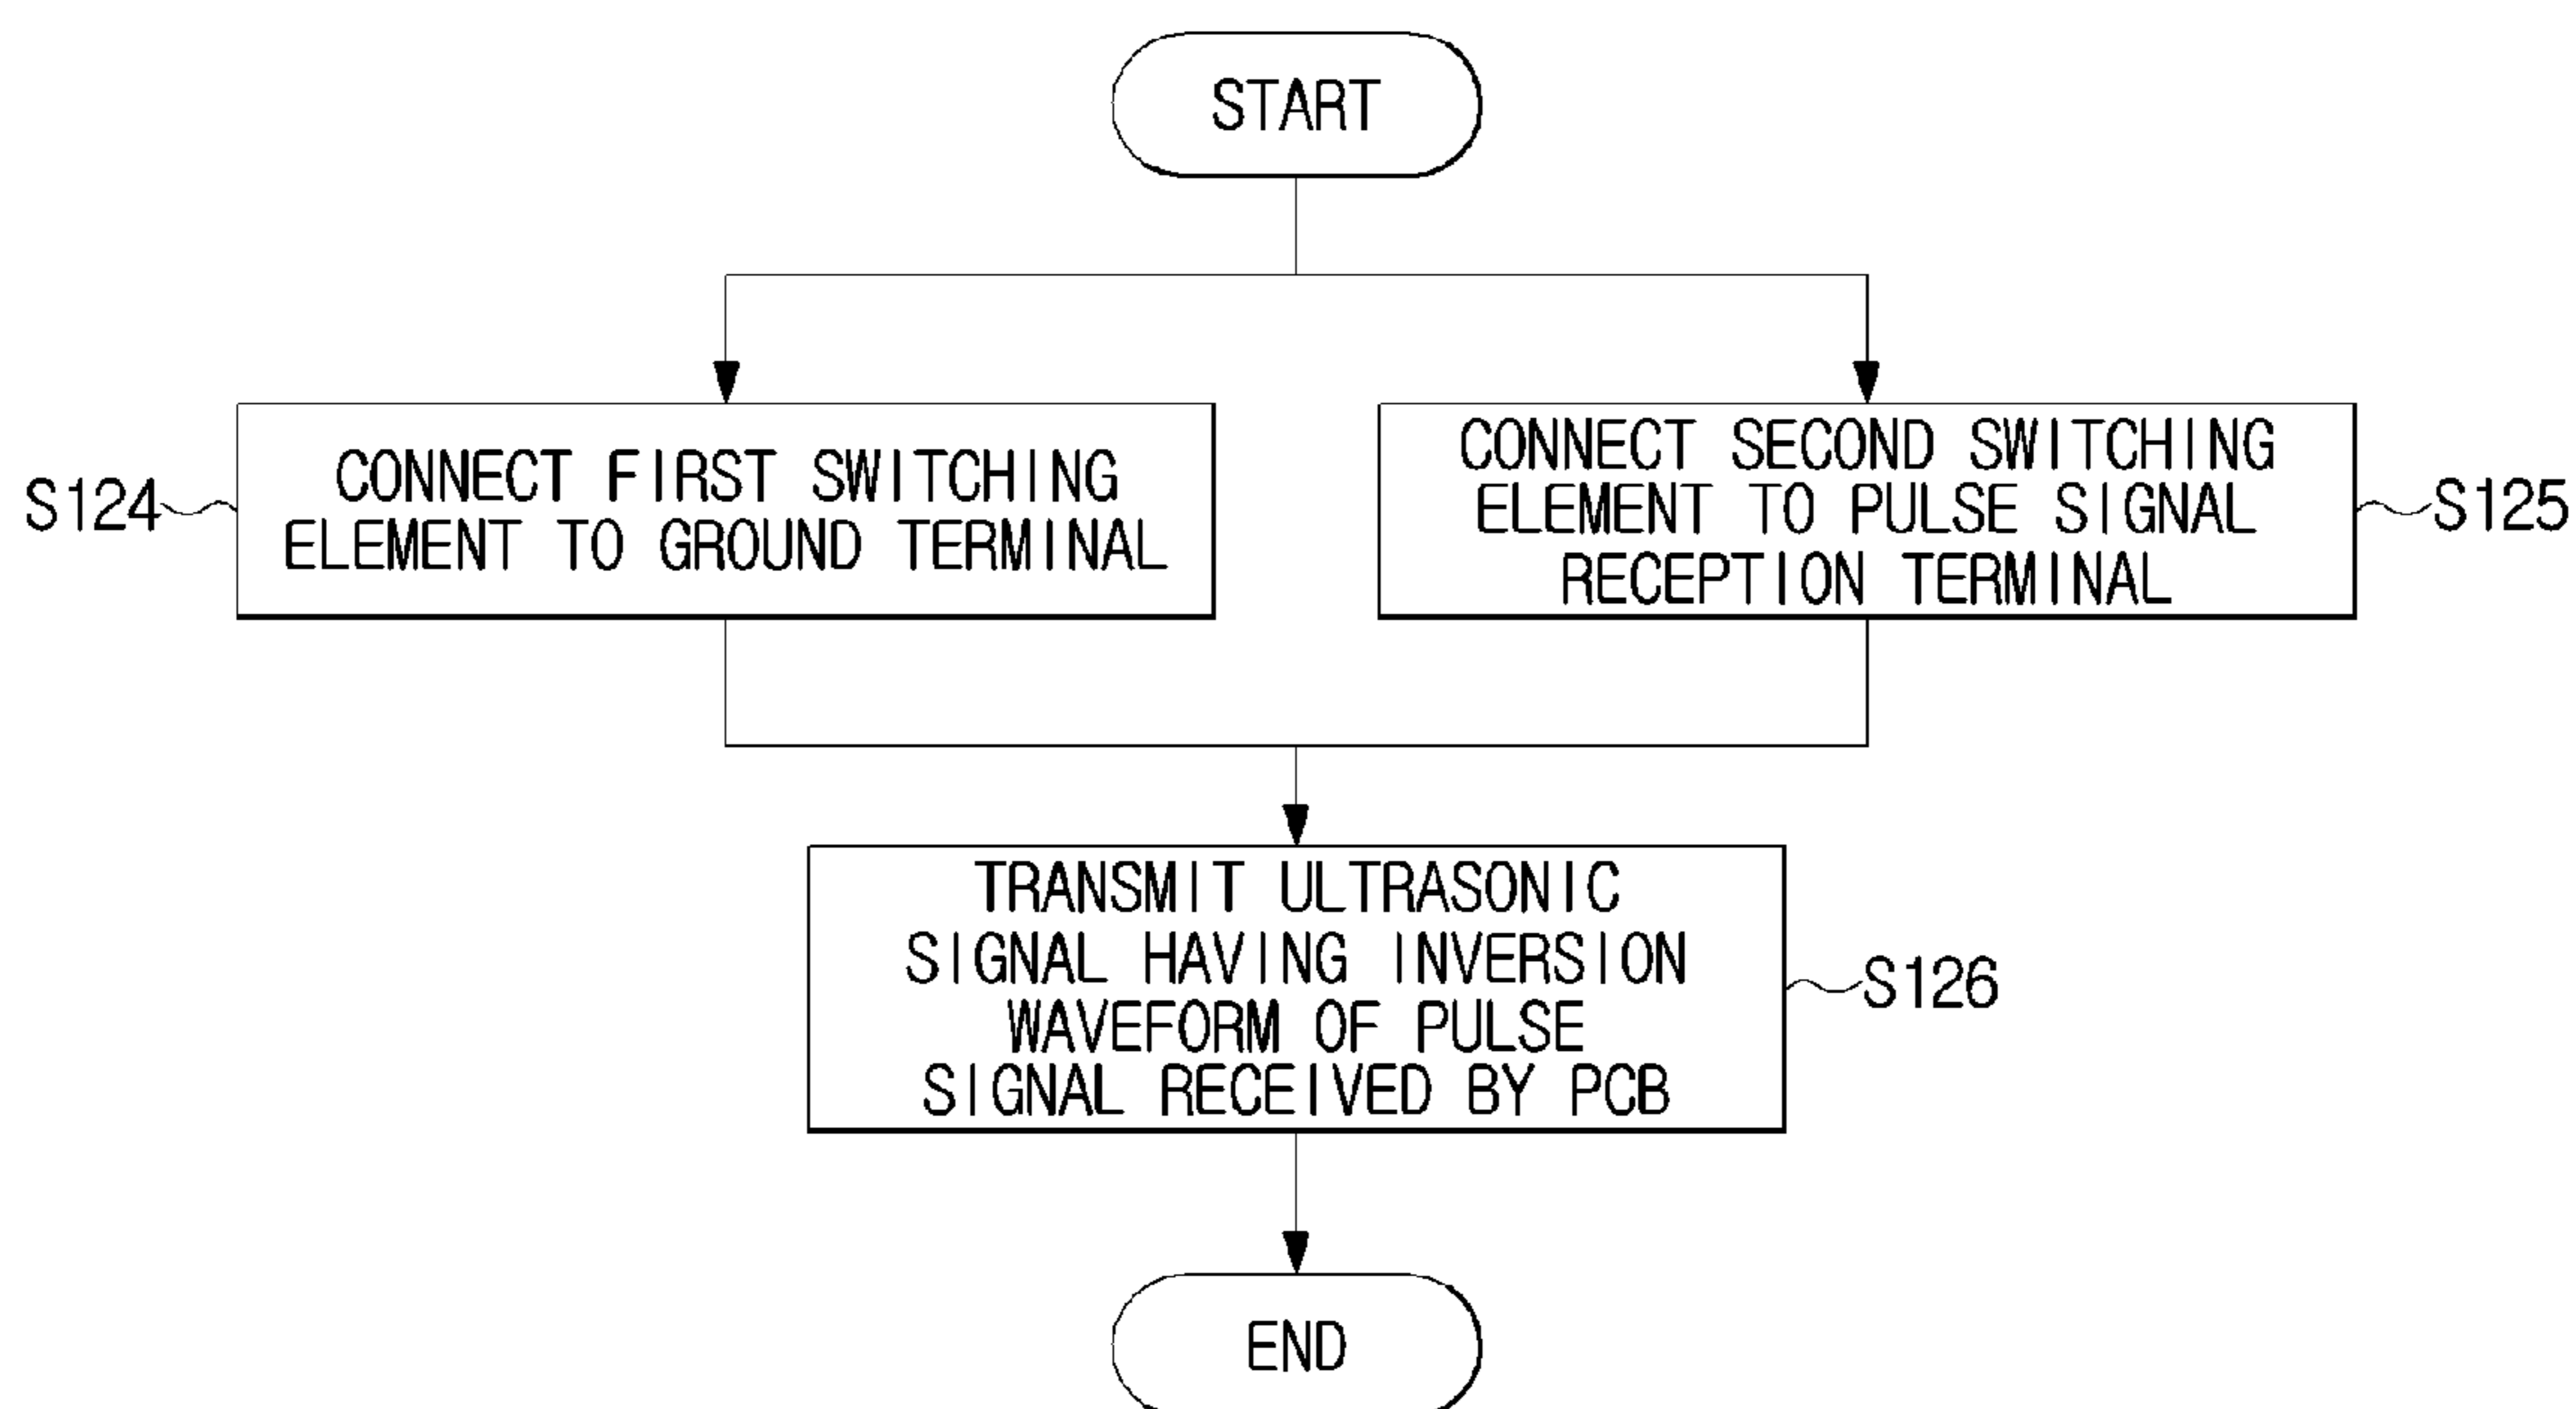 START
S124
CONNECT FIRST SWITCHING
ELEMENT TO GROUND TERMINAL
CONNECT SECOND SWITCHING
ELEMENT TO PULSE SIGNAL
RECEPTION TERMINAL
S125
TRANSMIT ULTRASONIC
SIGNAL HAVING INVERSION
WAVEFORM OF PULSE
SIGNAL RECEIVED BY PCB
S126
END